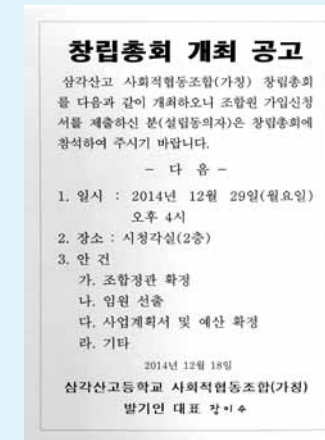 창립총회 개최 공고
삼각산고 사회적협동조합(가칭) 창립총회
를 다음과 같이 개최하오니 조합원 가입신청
서를 제출하신 분(설립동의자)은 창립총회에
참석하여 주시기 바랍니다.
- 다 음 -
1. 일시 : 2014년 12월 29일(월요일)
오후 4시
2. 장소 : 시청각실(2층)
3. 안 건
가. 조합정관 확정
나. 임원 선출
다. 사업계획서 및 예산 확정
라. 기타
2014년 12월 18일
삼각산고등학교 사회적협동조합(가칭)
발기인 대표 강이수